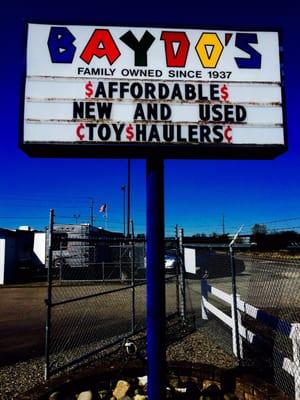 BAYDO'S
FAMILY OWNED SINCE 1937
$AFFORDABLE$
NEW AND USED
¢TOY$HAULERS¢